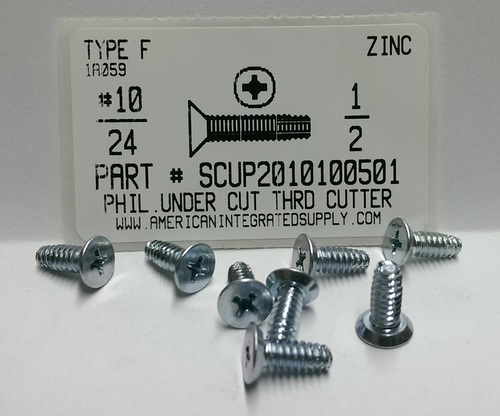 TYPE F ZINC
1A059
#10 1
24 2
PART # SCUP2010100501
PHIL.UNDER CUT THRD CUTTER
WWW.AMERICANINTEGRATEDSUPPLY.COM